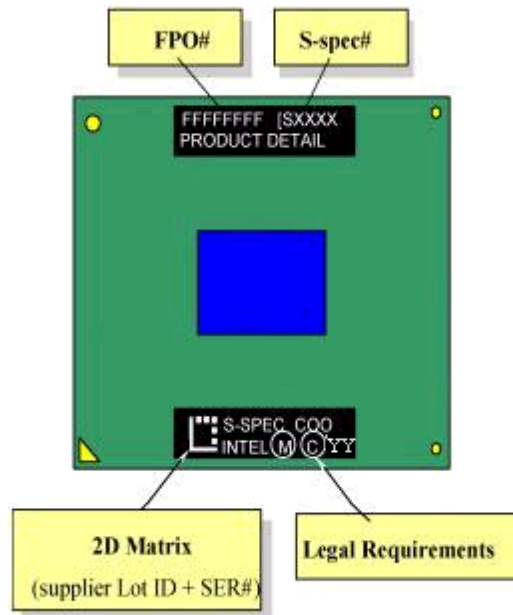 FPO# S-spec#
FFFFFFFF [SXXXX
PRODUCT DETAIL
S-SPEC COO
INTEL M C YY
2D Matrix
(supplier Lot ID + SER#)
Legal Requirements